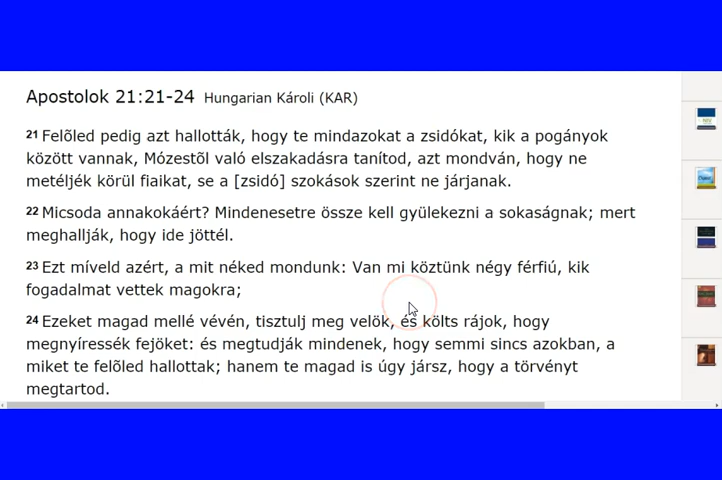 Apostolok 21:21-24 Hungarian Károli (KAR)
21 Felõled pedig azt hallották, hogy te mindazokat a zsidókat, kik a pogányok
között vannak, Mózestõl való elszakadásra tanítod, azt mondván, hogy ne
metéljék körül fiaikat, se a [zsidó] szokások szerint ne járjanak.
22 Micsoda annakokáért? Mindenesetre össze kell gyülekezni a sokaságnak; mert
meghallják, hogy ide jöttél.
23 Ezt míveld azért, a mit néked mondunk: Van mi köztünk négy férfiú, kik
fogadalmat vettek magokra;
24 Ezeket magad mellé vévén, tisztulj meg velök, és költs rájok, hogy
megnyíressék fejöket: és megtudják mindenek, hogy semmi sincs azokban, a
miket te felõled hallottak; hanem te magad is úgy jársz, hogy a törvényt
megtartod.